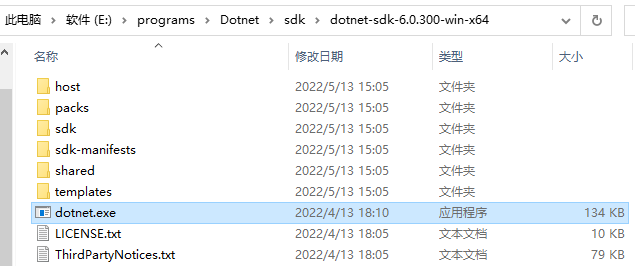 此电脑 › 软件 (E:) › programs › Dotnet › sdk › dotnet-sdk-6.0.300-win-x64
名称 修改日期 类型 大小
host 2022/5/13 15:05 文件夹
packs 2022/5/13 15:05 文件夹
sdk 2022/5/13 15:05 文件夹
sdk-manifests 2022/5/13 15:05 文件夹
shared 2022/5/13 15:05 文件夹
templates 2022/5/13 15:05 文件夹
dotnet.exe 2022/4/13 18:10 应用程序 134 KB
LICENSE.txt 2022/4/13 18:05 文本文档 10 KB
ThirdPartyNotices.txt 2022/4/13 18:05 文本文档 79 KB